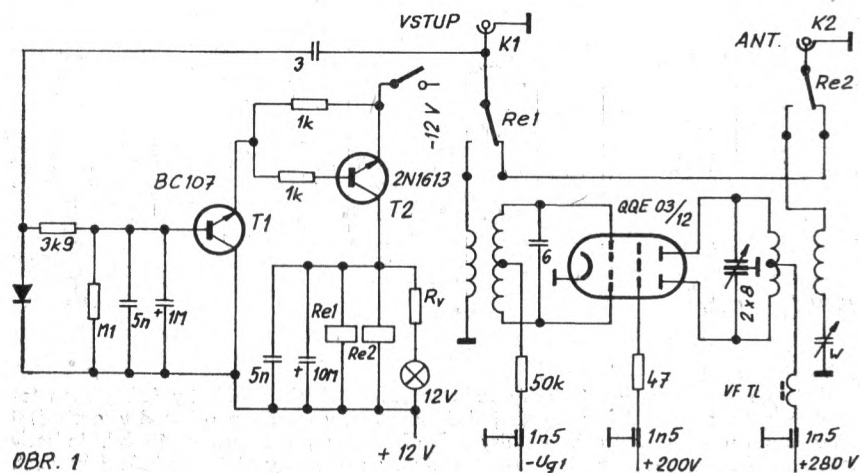 VSTUP
K1
K2
ANT.
Re2
3
-12 V
Re1
1k
1k
BC107
2N1613
T1
T2
QQE 03/12
3k9
6
2x8
M1
5n
+
1M
5n
+
10M
Re1
Re2
Rv
12V
50k
47
VF TL
W
1n5
1n5
1n5
+ 12 V
-Ug1
+200V
+280V
OBR. 1